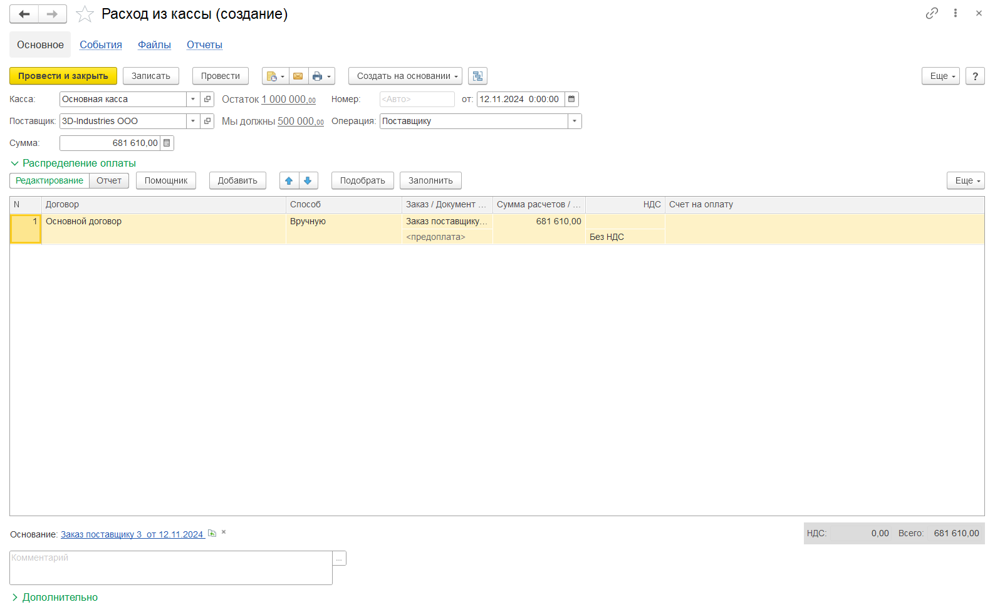 Расход из кассы (создание)
Основное События Файлы Отчеты
Провести и закрыть Записать Провести Создать на основании Еще ?
Касса: Основная касса Остаток 1 000 000,00 Номер: <Авто> от: 12.11.2024 0:00:00
Поставщик: 3D-Industries ООО Мы должны 500 000,00 Операция: Поставщику
Сумма: 681 610,00
Распределение оплаты
Редактирование Отчет Помощник Добавить Подобрать Заполнить Еще
N Договор Способ Заказ / Документ ... Сумма расчетов / ... НДС Счет на оплату
1 Основной договор Вручную Заказ поставщику... 681 610,00
<предоплата> Без НДС
Основание: Заказ поставщику 3 от 12.11.2024 НДС: 0,00 Всего: 681 610,00
Комментарий ...
Дополнительно